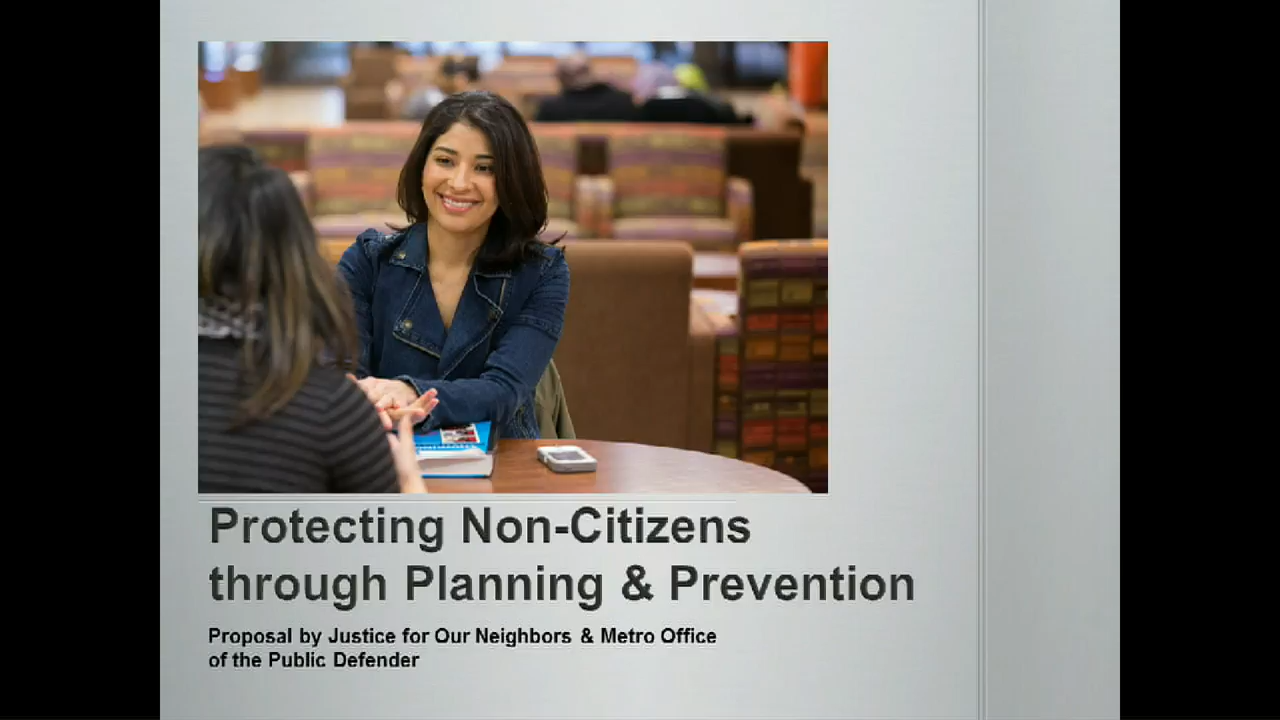 Protecting Non-Citizens
through Planning & Prevention
Proposal by Justice for Our Neighbors & Metro Office
of the Public Defender